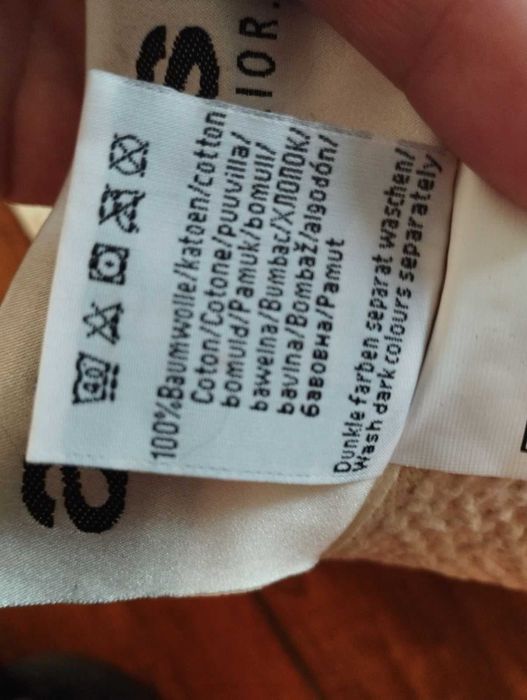 40
100%Baumwolle/katoen/cotton
Coton/Cotone/puuvilla/
bomuld/Pamuk/bomull/
bawełna/Bumbac/хлопок/
bavlna/Bombaž/algodón/
бавовна/Pamut
Dunkle Farben separat waschen/
Wash dark colours separately